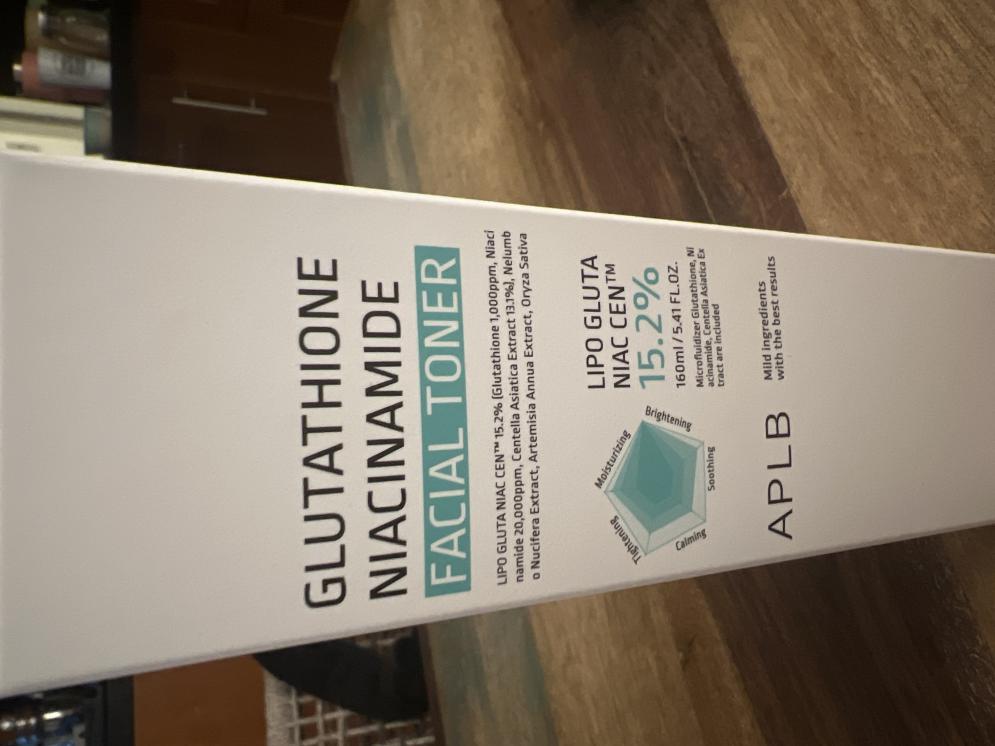 GLUTATHIONE
NIACINAMIDE
FACIAL TONER
LIPO GLUTA NIAC CEN™ 15.2% (Glutathione 1,000ppm, Niaci
namide 20,000ppm, Centella Asiatica Extract 13.1%), Nelumb
o Nucifera Extract, Artemisia Annua Extract, Oryza Sativa
Moisturizing
Brightening
Soothing
Calming
Tightening
LIPO GLUTA
NIAC CEN™
15.2%
160ml / 5.41 FL.OZ.
Microfluidizer Glutathione, Ni
acinamide, Centella Asiatica Ex
tract are included
APLB
Mild ingredients
with the best results